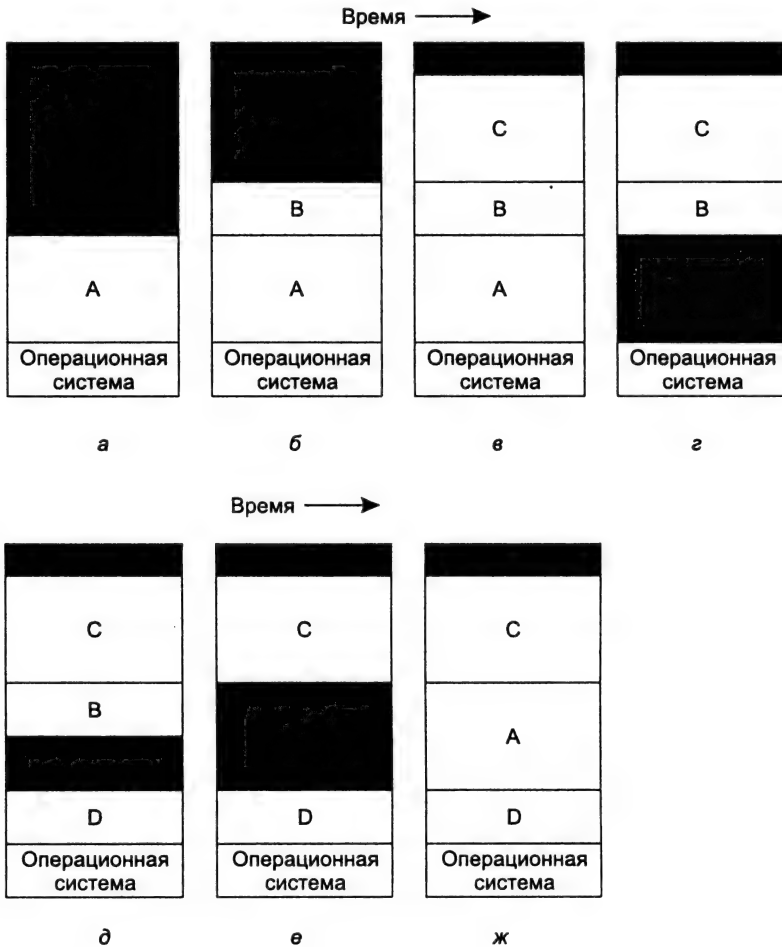 Время
C
C
B
B
B
A
A
A
Операционная
система
Операционная
система
Операционная
система
Операционная
система
а
б
в
г
Время
C
C
C
B
A
D
D
D
Операционная
система
Операционная
система
Операционная
система
д
е
ж